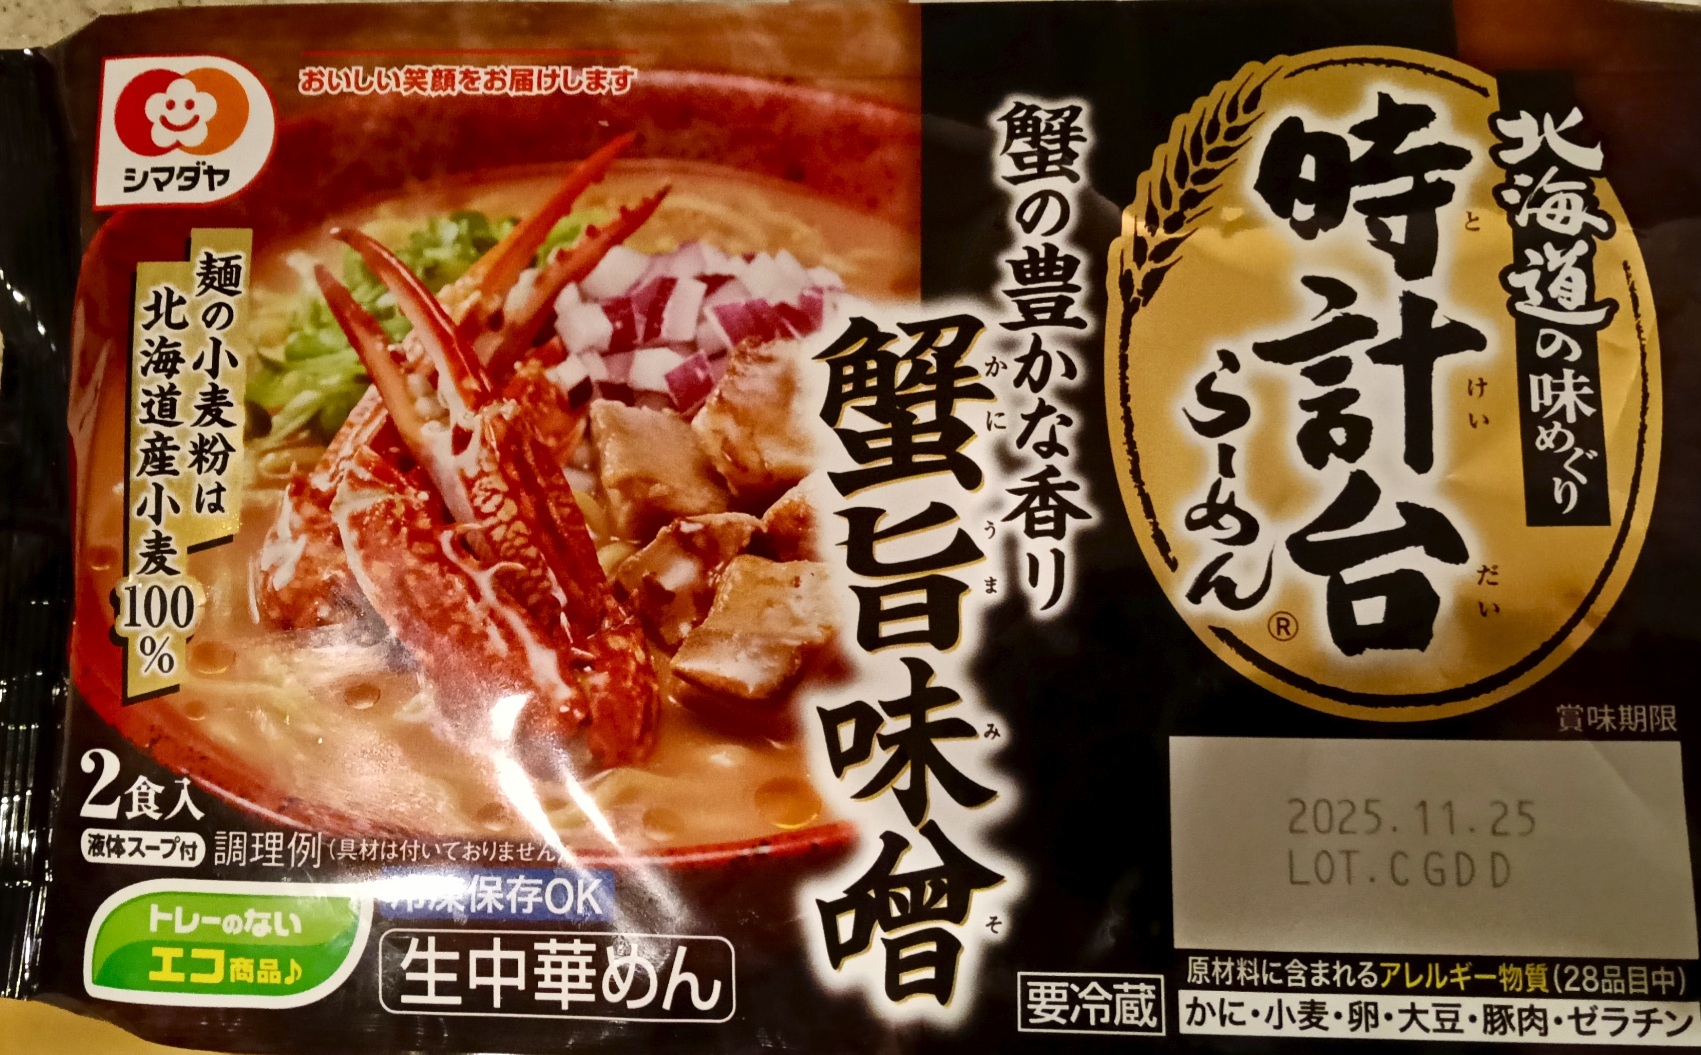 おいしい笑顔をお届けします
シマダヤ
北海道の味めぐり
時計台
とけいだい
らーめん
®
蟹の豊かな香り
蟹旨味噌
かにうまみそ
麺の小麦粉は
北海道産小麦
100%
2食入
液体スープ付
調理例(具材は付いておりません)
冷凍保存OK
トレーのない
エコ商品♪
生中華めん
要冷蔵
賞味期限
2025.11.25
LOT.CGDD
原材料に含まれるアレルギー物質(28品目中)
かに・小麦・卵・大豆・豚肉・ゼラチン